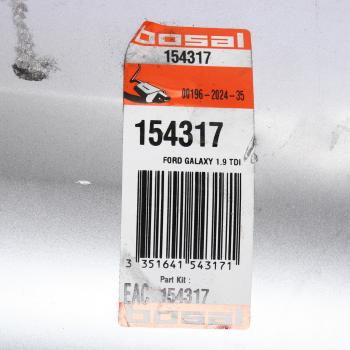 bosal
154317
00196-2024-35
154317
FORD GALAXY 1.9 TDI
3 351641 543171
Part Kit :
EAC 154317
bosal